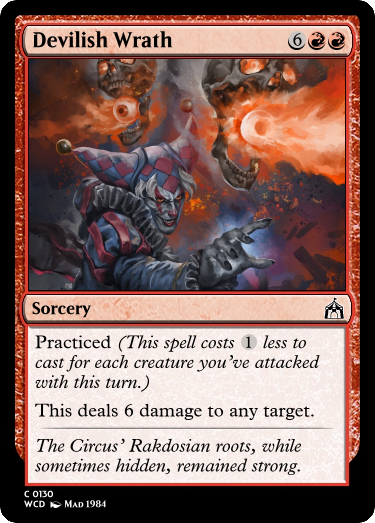 Devilish Wrath 6
Sorcery
Practiced (This spell costs 1 less to
cast for each creature you've attacked
with this turn.)
This deals 6 damage to any target.
The Circus' Rakdosian roots, while
sometimes hidden, remained strong.
C 0130
WCD Mad 1984